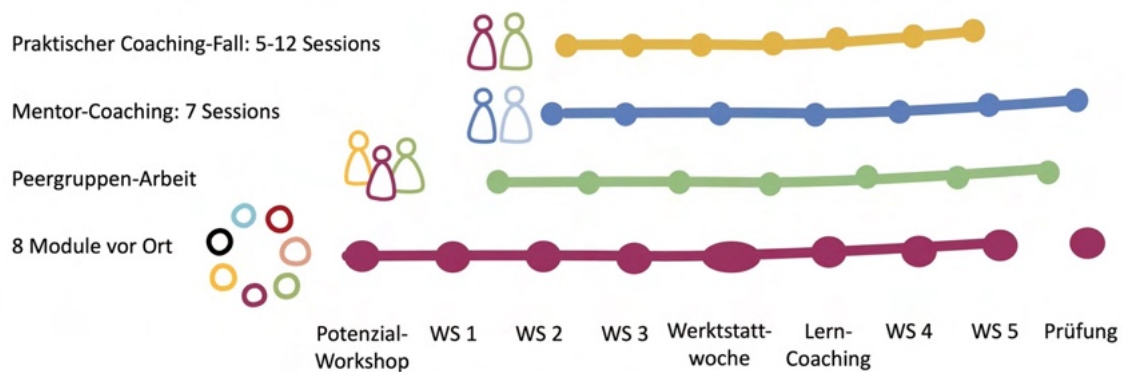 Praktischer Coaching-Fall: 5-12 Sessions
Mentor-Coaching: 7 Sessions
Peergruppen-Arbeit
8 Module vor Ort
Potenzial-
Workshop
WS 1
WS 2
WS 3
Werkstatt-
woche
Lern-
Coaching
WS 4
WS 5
Prüfung